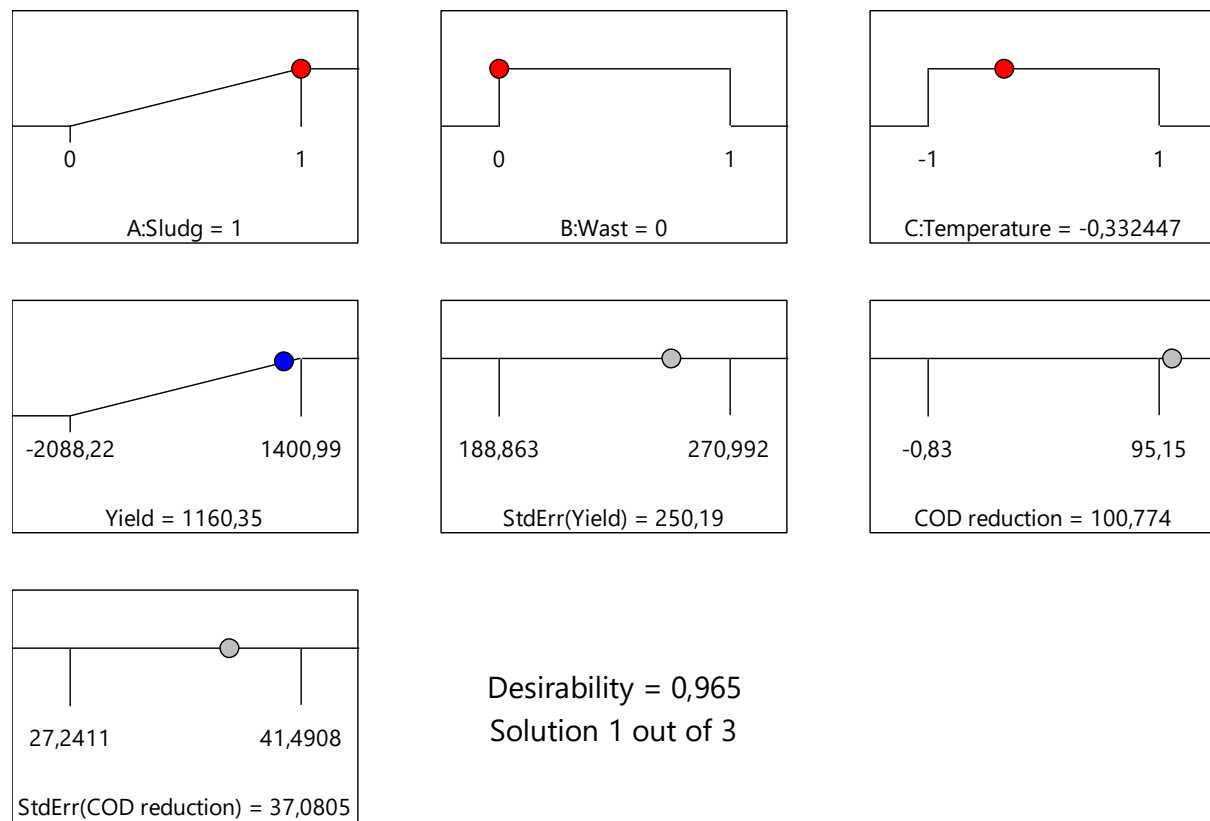 0 1
A:Sludg = 1
0 1
B:Wast = 0
-1 1
C:Temperature = -0,332447
-2088,22 1400,99
Yield = 1160,35
188,863 270,992
StdErr(Yield) = 250,19
-0,83 95,15
COD reduction = 100,774
27,2411 41,4908
StdErr(COD reduction) = 37,0805
Desirability = 0,965
Solution 1 out of 3